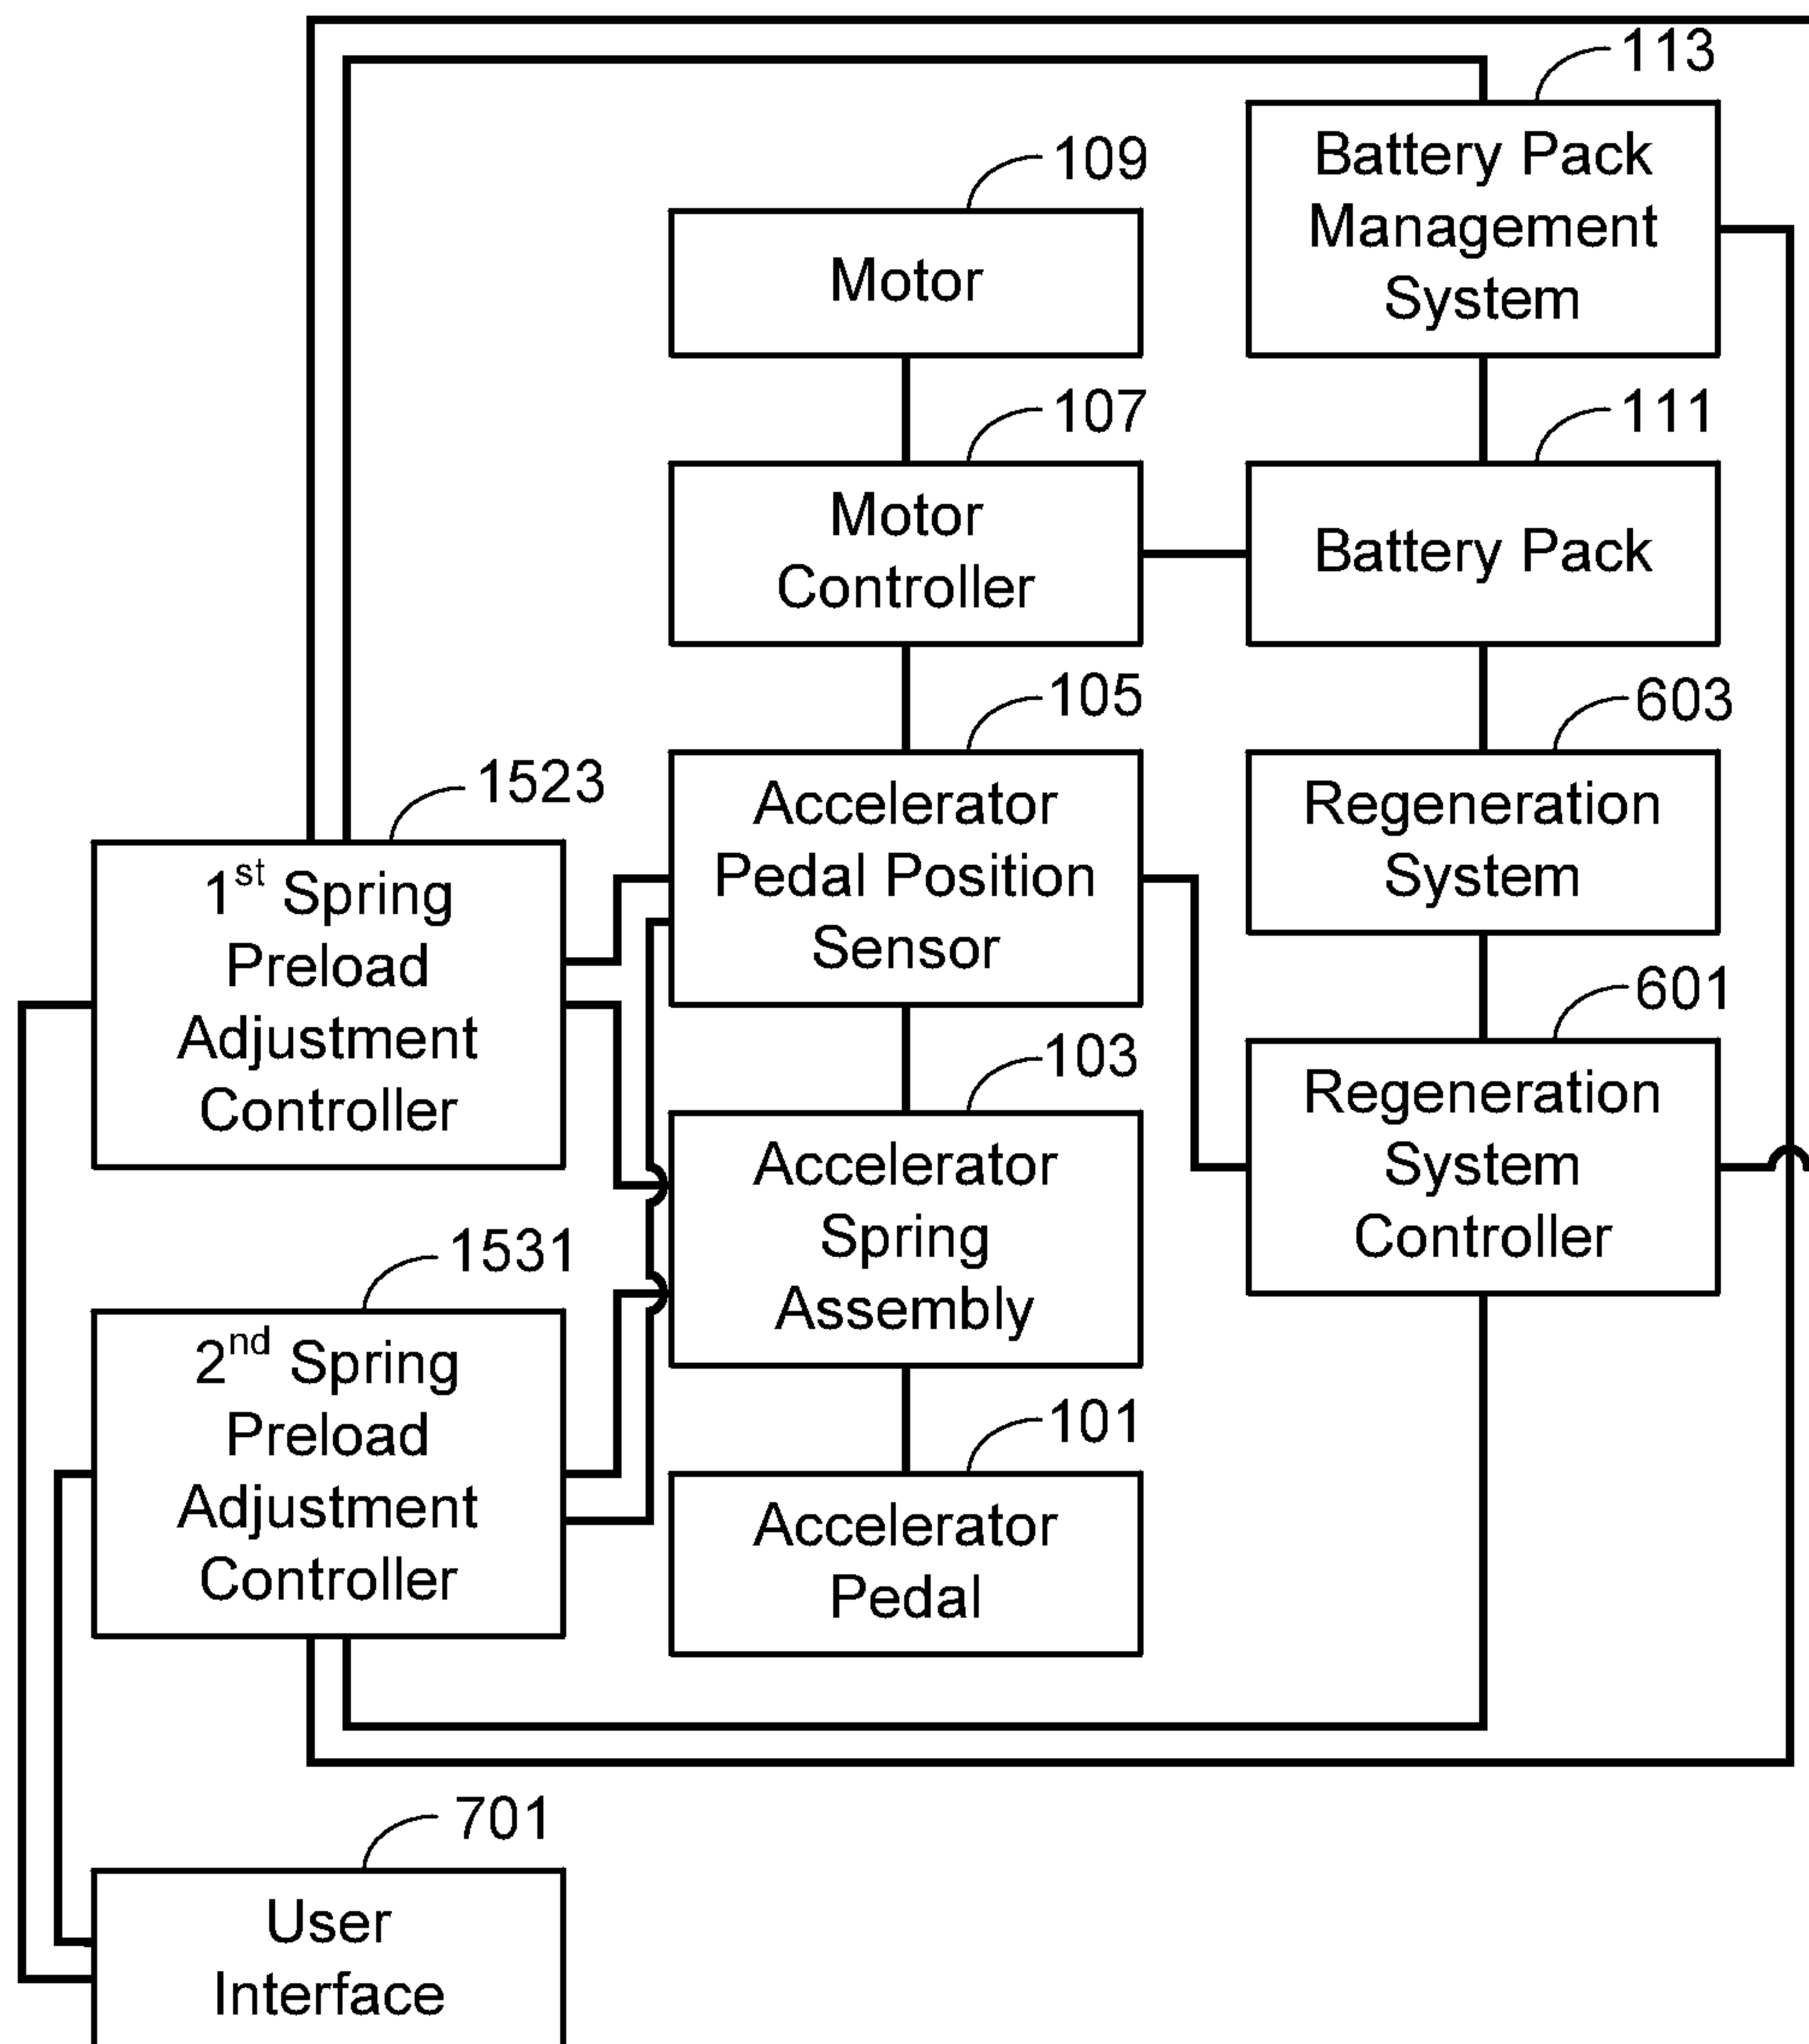 113
Battery Pack
Management
System
109
Motor
107
Motor
Controller
111
Battery Pack
105
Accelerator
Pedal Position
Sensor
603
Regeneration
System
1523
1st Spring
Preload
Adjustment
Controller
103
Accelerator
Spring
Assembly
601
Regeneration
System
Controller
1531
2nd Spring
Preload
Adjustment
Controller
101
Accelerator
Pedal
701
User
Interface